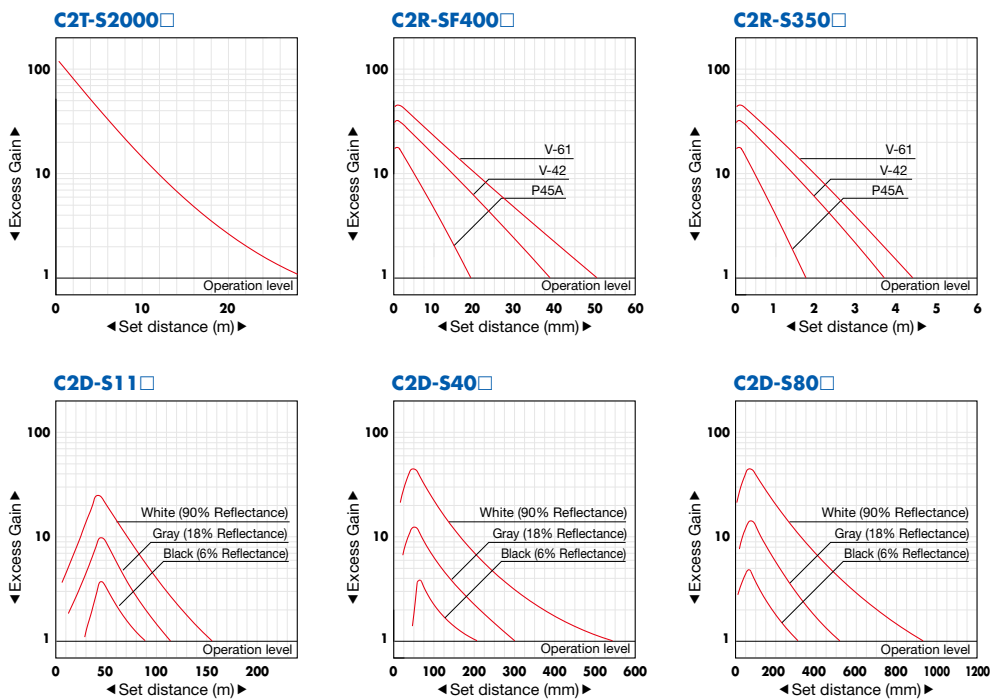 C2T-S2000□
100
10
1
◄Excess Gain►
V-61
Operation level
0 10 20
◄Set distance (m)►
C2R-SF400□
100
10
1
◄Excess Gain►
V-61
V-42
P45A
Operation level
0 10 20 30 40 50 60
◄Set distance (mm)►
C2R-S350□
100
10
1
◄Excess Gain►
V-61
V-42
P45A
Operation level
0 1 2 3 4 5 6
◄Set distance (m)►
C2D-S11□
100
10
1
◄Excess Gain►
White (90% Reflectance)
Gray (18% Reflectance)
Black (6% Reflectance)
Operation level
0 50 100 150 200
◄Set distance (m)►
C2D-S40□
100
10
1
◄Excess Gain►
White (90% Reflectance)
Gray (18% Reflectance)
Black (6% Reflectance)
Operation level
0 100 200 300 400 500 600
◄Set distance (mm)►
C2D-S80□
100
10
1
◄Excess Gain►
White (90% Reflectance)
Gray (18% Reflectance)
Black (6% Reflectance)
Operation level
0 200 400 600 800 1000 1200
◄Set distance (mm)►